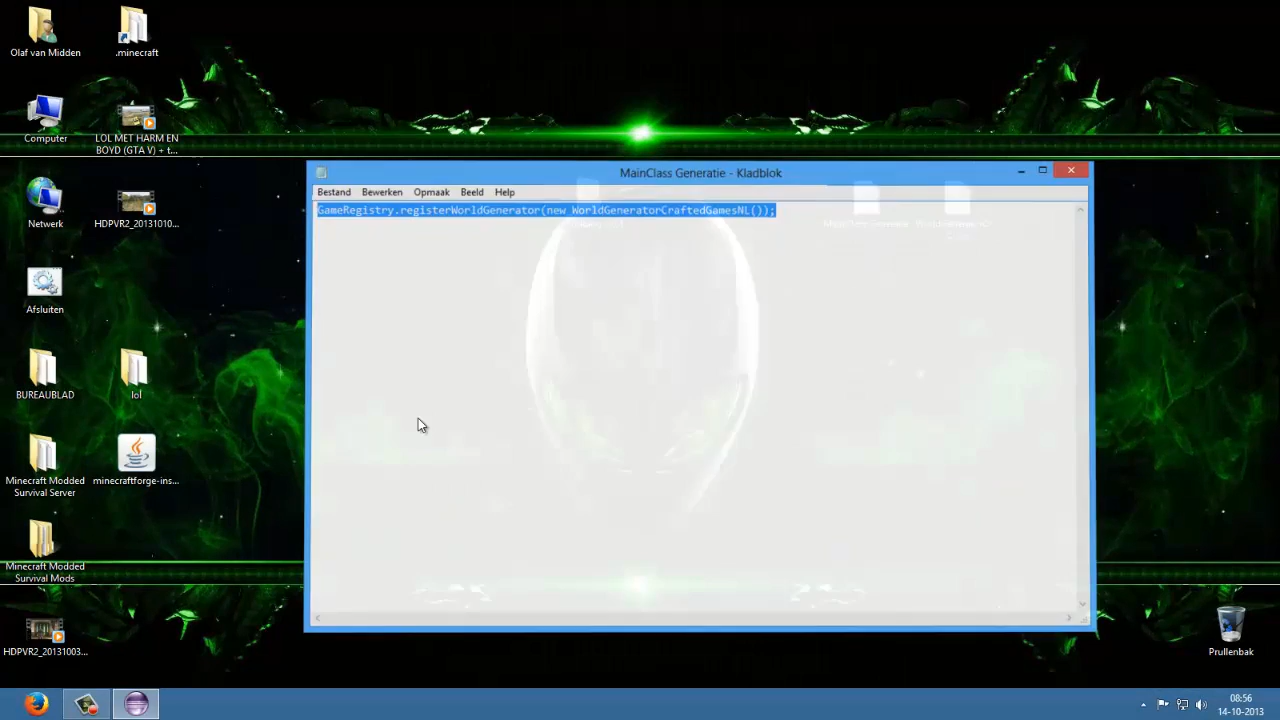 Olaf van Midden
.minecraft
Computer
LOL MET HARM EN
BOYD (GTA V) + t...
Netwerk
HDPVR2_20131010...
Afsluiten
BUREAUBLAD
lol
Minecraft Modded
Survival Server
minecraftforge-ins...
Minecraft Modded
Survival Mods
HDPVR2_20131003...
MainClass Generatie - Kladblok
Bestand Bewerken Opmaak Beeld Help
GameRegistry.registerWorldGenerator(new WorldGeneratorCraftedGamesNL());
Prullenbak
08:56
14-10-2013